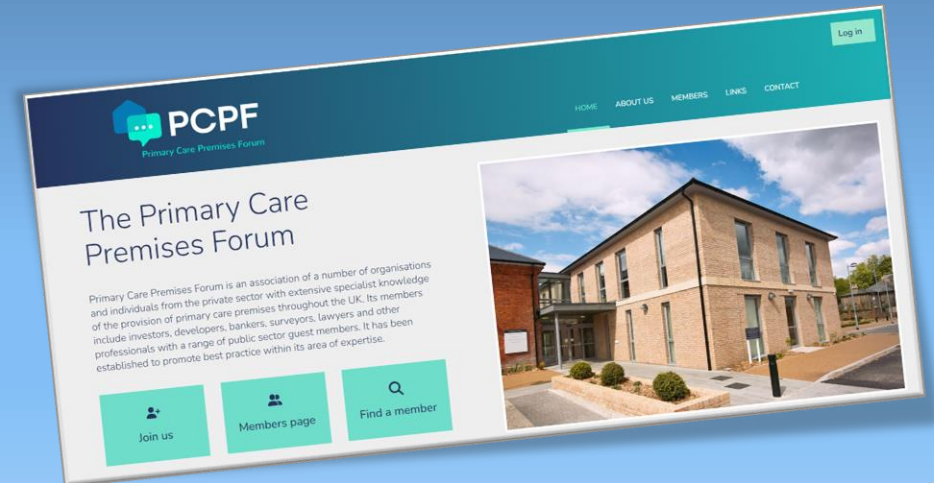 Log in
PCPF
Primary Care Premises Forum
HOME ABOUT US MEMBERS LINKS CONTACT
The Primary Care
Premises Forum
Primary Care Premises Forum is an association of a number of organisations
and individuals from the private sector with extensive specialist knowledge
of the provision of primary care premises throughout the UK. Its members
include investors, developers, bankers, surveyors, lawyers and other
professionals with a range of public sector guest members. It has been
established to promote best practice within its area of expertise.
Join us
Members page
Find a member